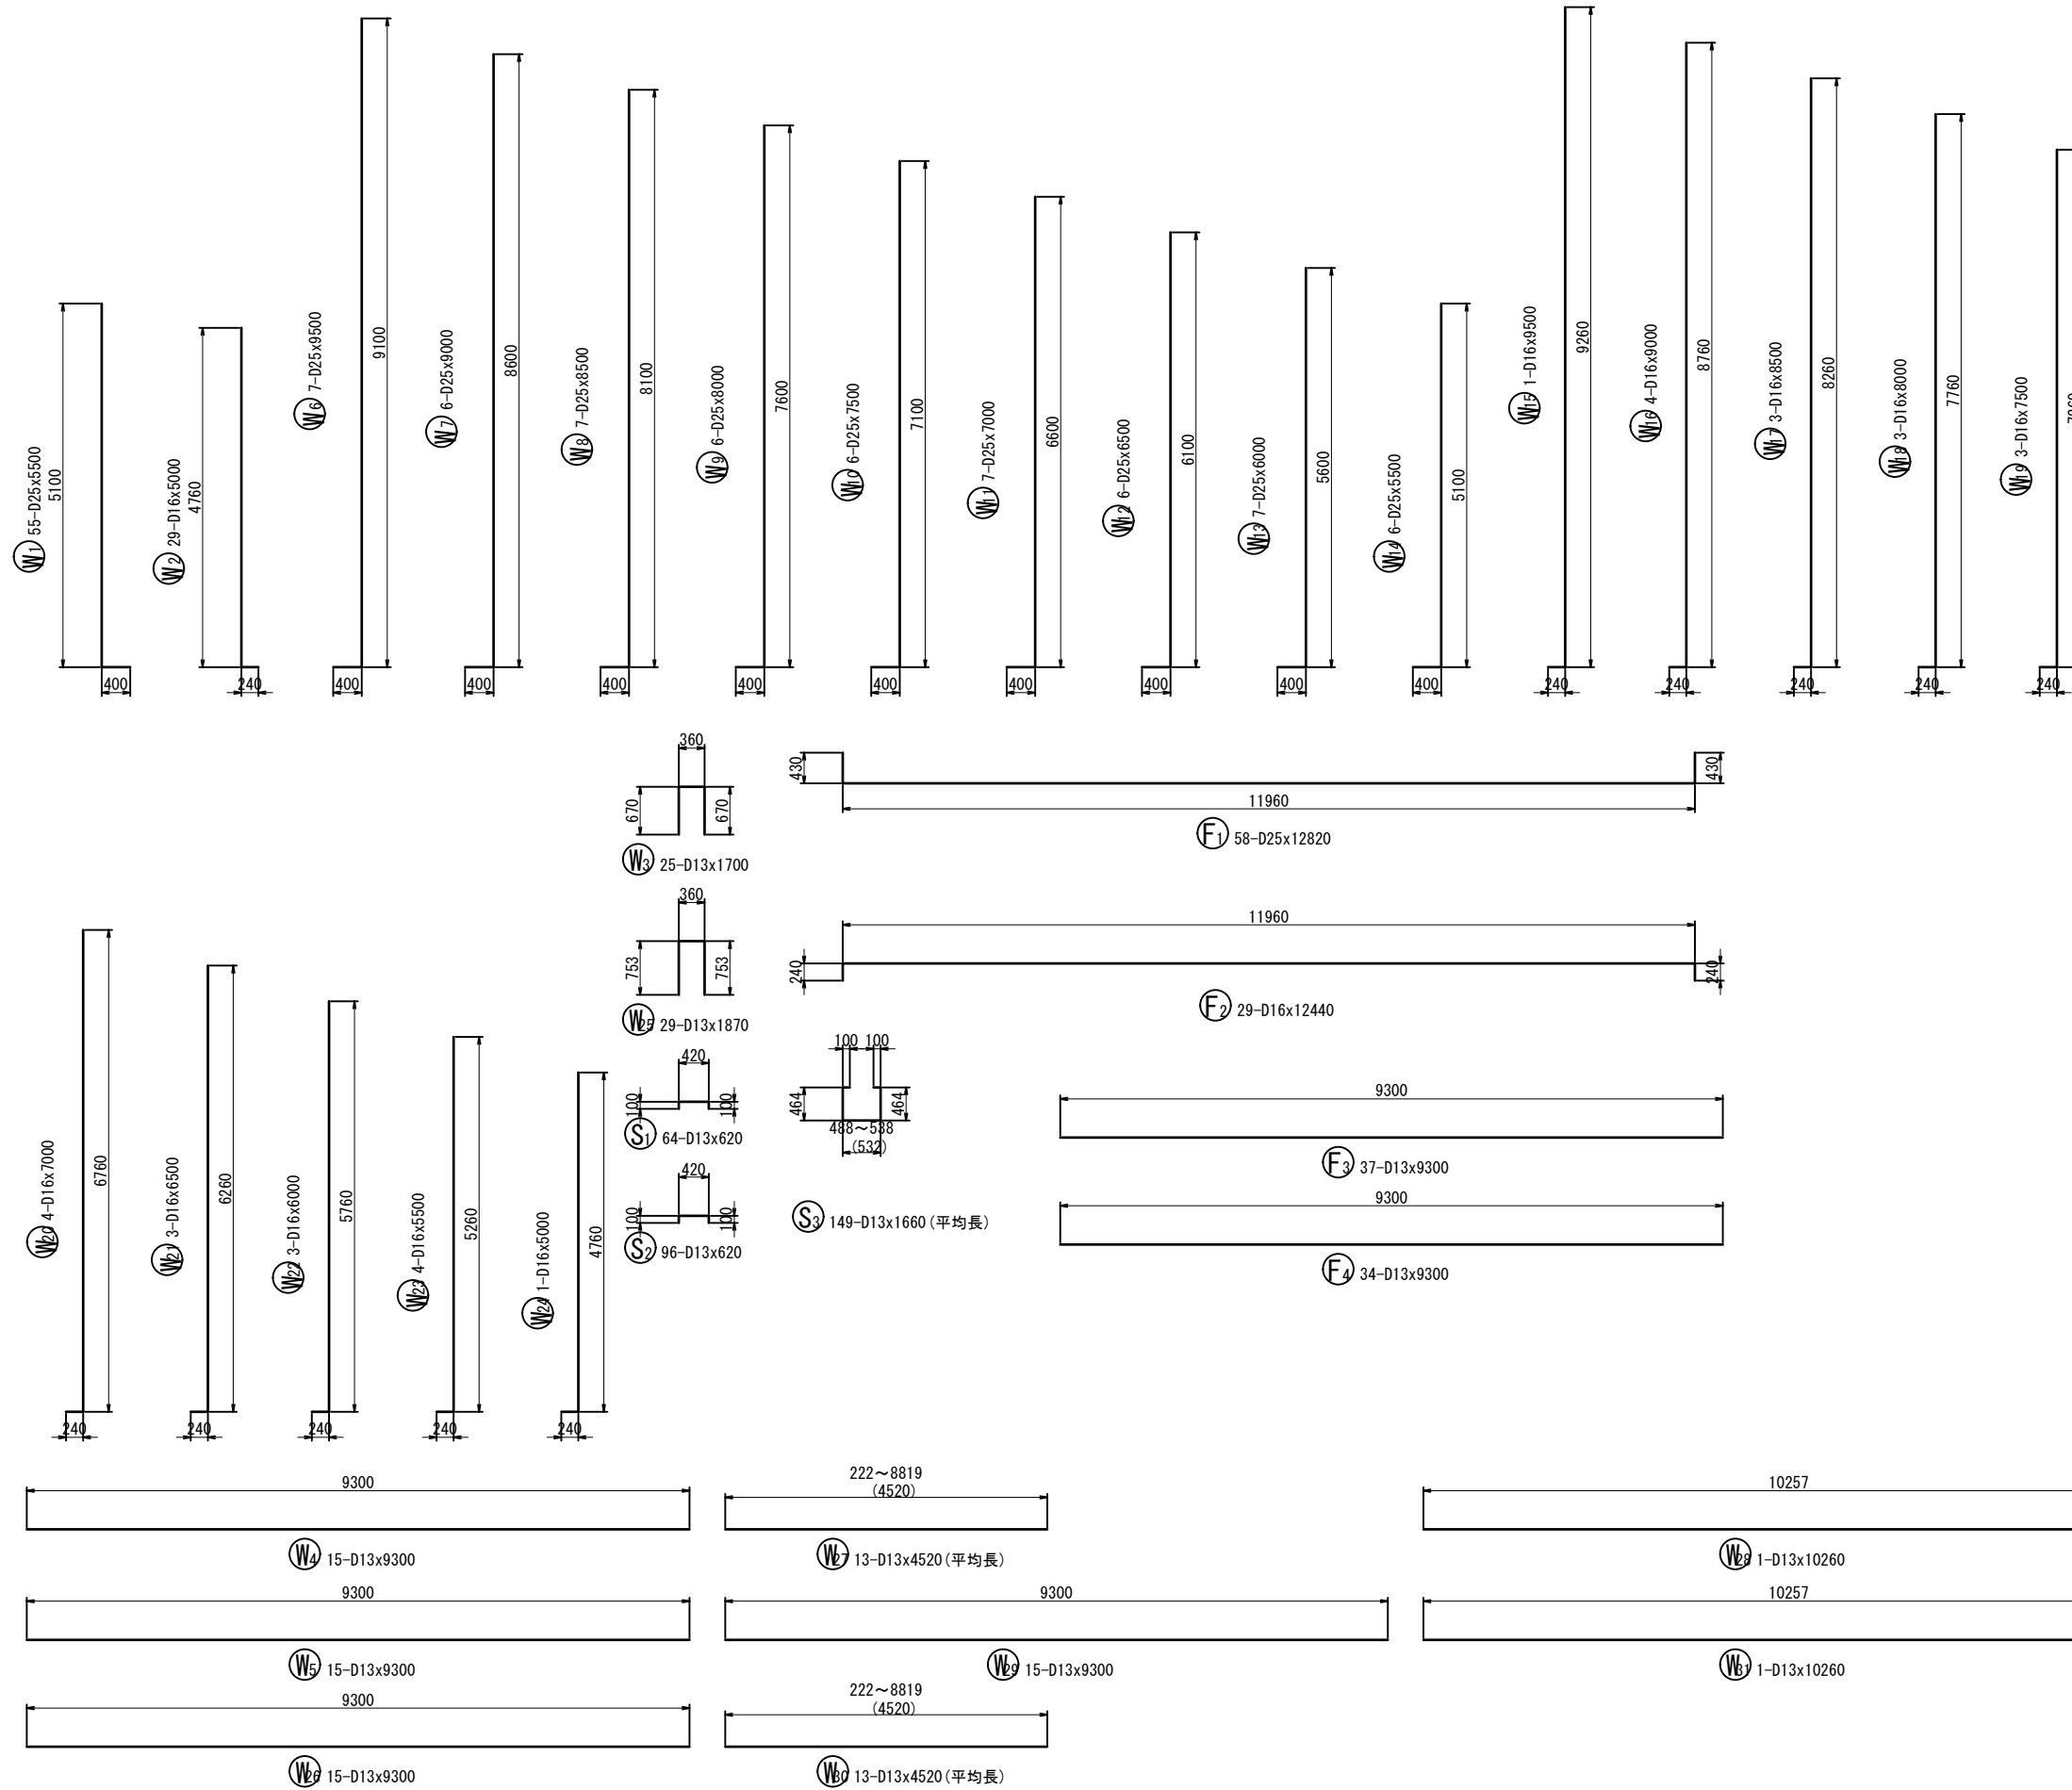 W1 55-D25x5500
5100
400
W2 29-D16x5000
4760
240
W6 7-D25x9500
9100
400
W7 6-D25x9000
8600
400
W8 7-D25x8500
8100
400
W9 6-D25x8000
7600
400
W10 6-D25x7500
7100
400
W11 7-D25x7000
6600
400
W12 6-D25x6500
6100
400
W13 7-D25x6000
5600
400
W14 6-D25x5500
5100
400
W15 1-D16x9500
9260
240
W16 4-D16x9000
8760
240
W17 3-D16x8500
8260
240
W18 3-D16x8000
7760
240
W19 3-D16x7500
240
360
670
670
W3 25-D13x1700
430
430
11960
F1 58-D25x12820
360
753
753
W25 29-D13x1870
11960
240
240
F2 29-D16x12440
W20 4-D16x7000
6760
240
W21 3-D16x6500
6260
240
W22 3-D16x6000
5760
240
W23 4-D16x5500
5260
240
W24 1-D16x5000
4760
240
420
100
100
S1 64-D13x620
420
100
100
S2 96-D13x620
100 100
464
464
488～538
(532)
S3 149-D13x1660(平均長)
9300
F3 37-D13x9300
9300
F4 34-D13x9300
9300
W4 15-D13x9300
222～8819
(4520)
W27 13-D13x4520(平均長)
10257
W28 1-D13x10260
9300
W5 15-D13x9300
9300
W29 15-D13x9300
10257
W31 1-D13x10260
9300
W26 15-D13x9300
222～8819
(4520)
W30 13-D13x4520(平均長)